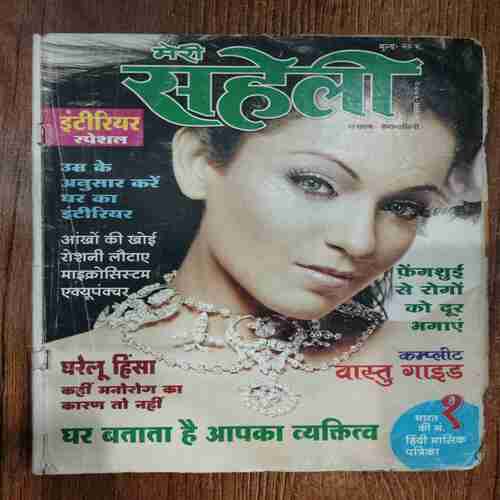 मेरी
सहेली
इंटीरियर
स्पेशल
उम्र के
अनुसार करें
घर का
इंटीरियर
आंखों की खोई
रोशनी लौटाए
माइक्रोसिस्टम
एक्यूपंक्चर
फेंगशुई
से रोगों
को दूर
भगाएं
घरेलू हिंसा
कहीं मनोरोग का
कारण तो नहीं
कम्प्लीट
वास्तु गाइड
घर बताता है आपका व्यक्तित्व
भारत
की नं. १
हिंदी मासिक
पत्रिका